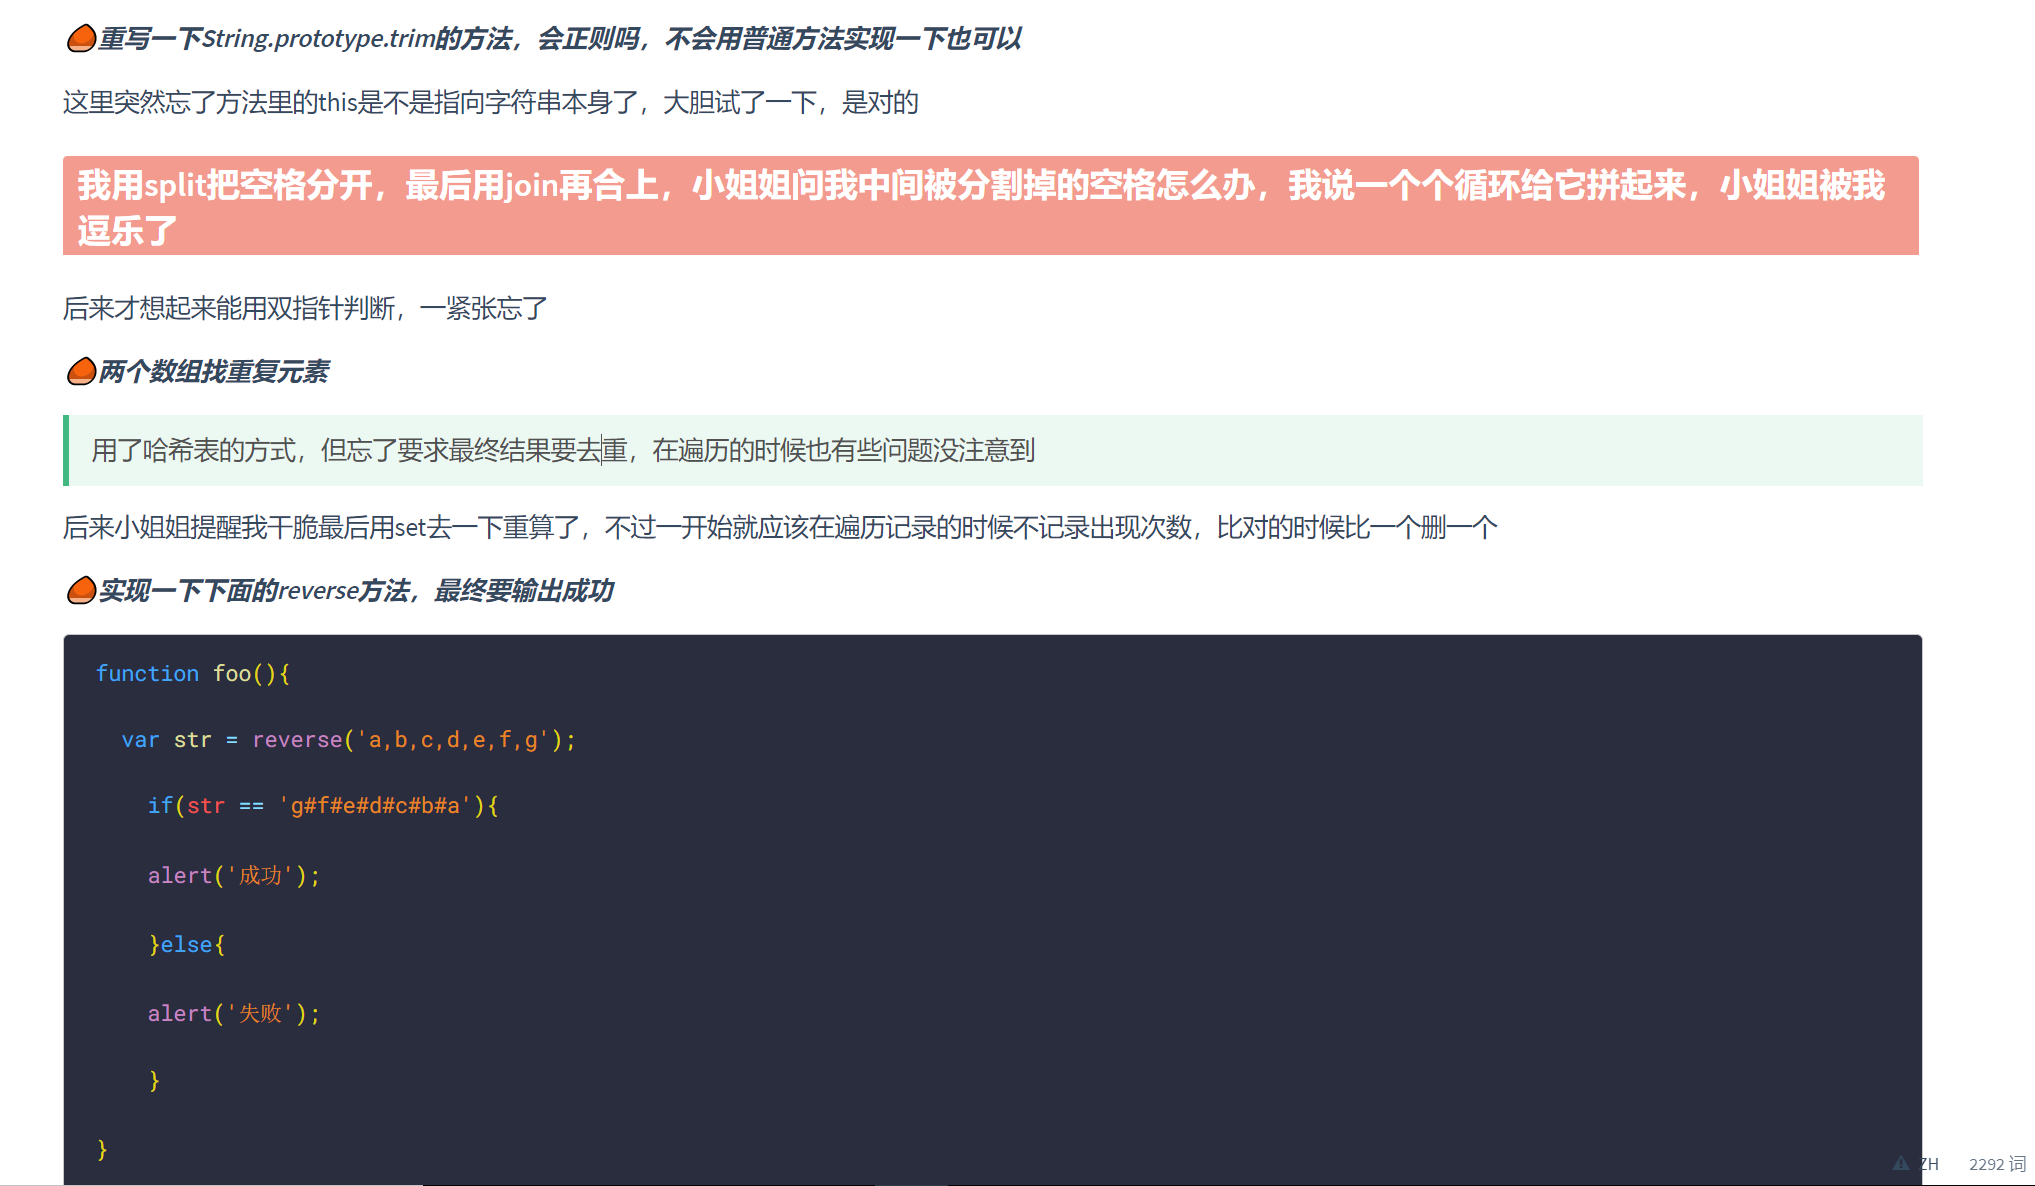 重写一下String.prototype.trim的方法，会正则吗，不会用普通方法实现一下也可以
这里突然忘了方法里的this是不是指向字符串本身了，大胆试了一下，是对的
我用split把空格分开，最后用join再合上，小姐姐问我中间被分割掉的空格怎么办，我说一个个循环给它拼起来，小姐姐被我
逗乐了
后来才想起来能用双指针判断，一紧张忘了
两个数组找重复元素
用了哈希表的方式，但忘了要求最终结果要去重，在遍历的时候也有些问题没注意到
后来小姐姐提醒我干脆最后用set去一下重算了，不过一开始就应该在遍历记录的时候不记录出现次数，比对的时候比一个删一个
实现一下下面的reverse方法，最终要输出成功
function foo(){
var str = reverse('a,b,c,d,e,f,g');
if(str == 'g#f#e#d#c#b#a'){
alert('成功');
}else{
alert('失败');
}
}
ZH 2292 词